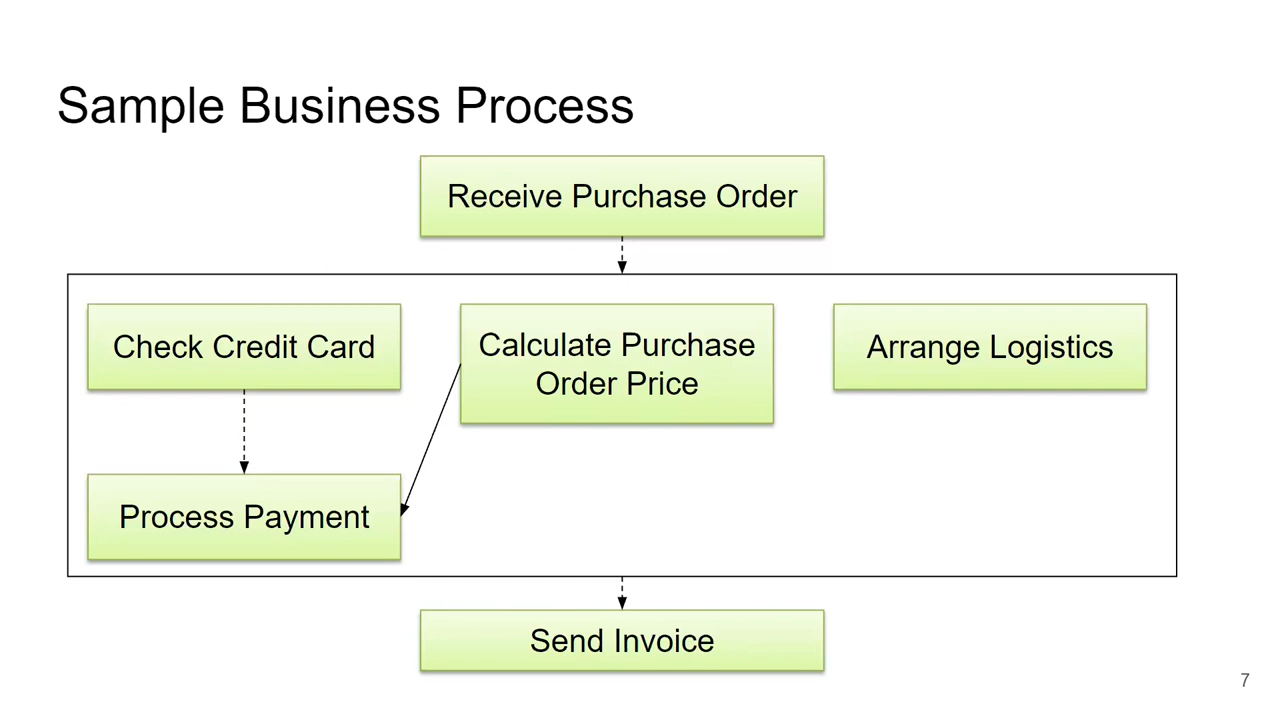 Sample Business Process
Receive Purchase Order
Check Credit Card
Calculate Purchase
Order Price
Arrange Logistics
Process Payment
Send Invoice
7